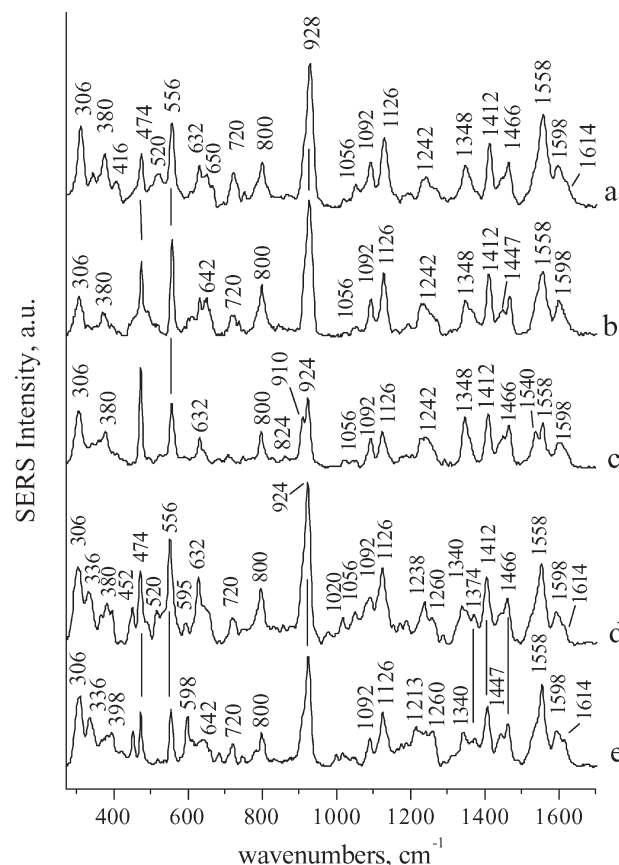 SERS Intensity, a.u.
306 380 416 474 520 556 632 650 720 800 928 1056 1092 1126 1242 1348 1412 1466 1558 1598 1614 a
306 380 642 720 800 1056 1092 1126 1242 1348 1412 1447 1558 1598 b
306 380 632 800 824 910 924 1056 1092 1126 1242 1348 1412 1466 1540 1558 1598 c
306 336 380 452 474 520 556 595 632 720 800 924 1020 1056 1092 1126 1238 1260 1340 1374 1412 1466 1558 1598 1614 d
306 336 398 598 642 720 800 1092 1126 1213 1260 1340 1447 1558 1598 1614 e
400 600 800 1000 1200 1400 1600
wavenumbers, cm⁻¹